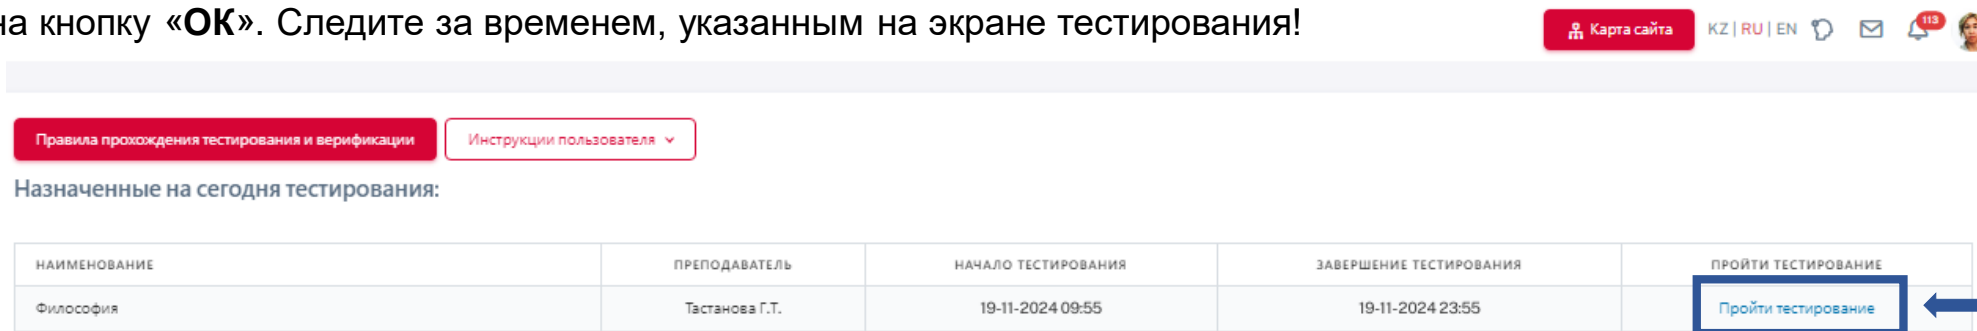 на кнопку «ОК». Следите за временем, указанным на экране тестирования!
Карта сайта KZ | RU | EN 113
Правила прохождения тестирования и верификации Инструкции пользователя
Назначенные на сегодня тестирования:
НАИМЕНОВАНИЕ ПРЕПОДАВАТЕЛЬ НАЧАЛО ТЕСТИРОВАНИЯ ЗАВЕРШЕНИЕ ТЕСТИРОВАНИЯ ПРОЙТИ ТЕСТИРОВАНИЕ
Философия Тастанова Г.Т. 19-11-2024 09:55 19-11-2024 23:55 Пройти тестирование